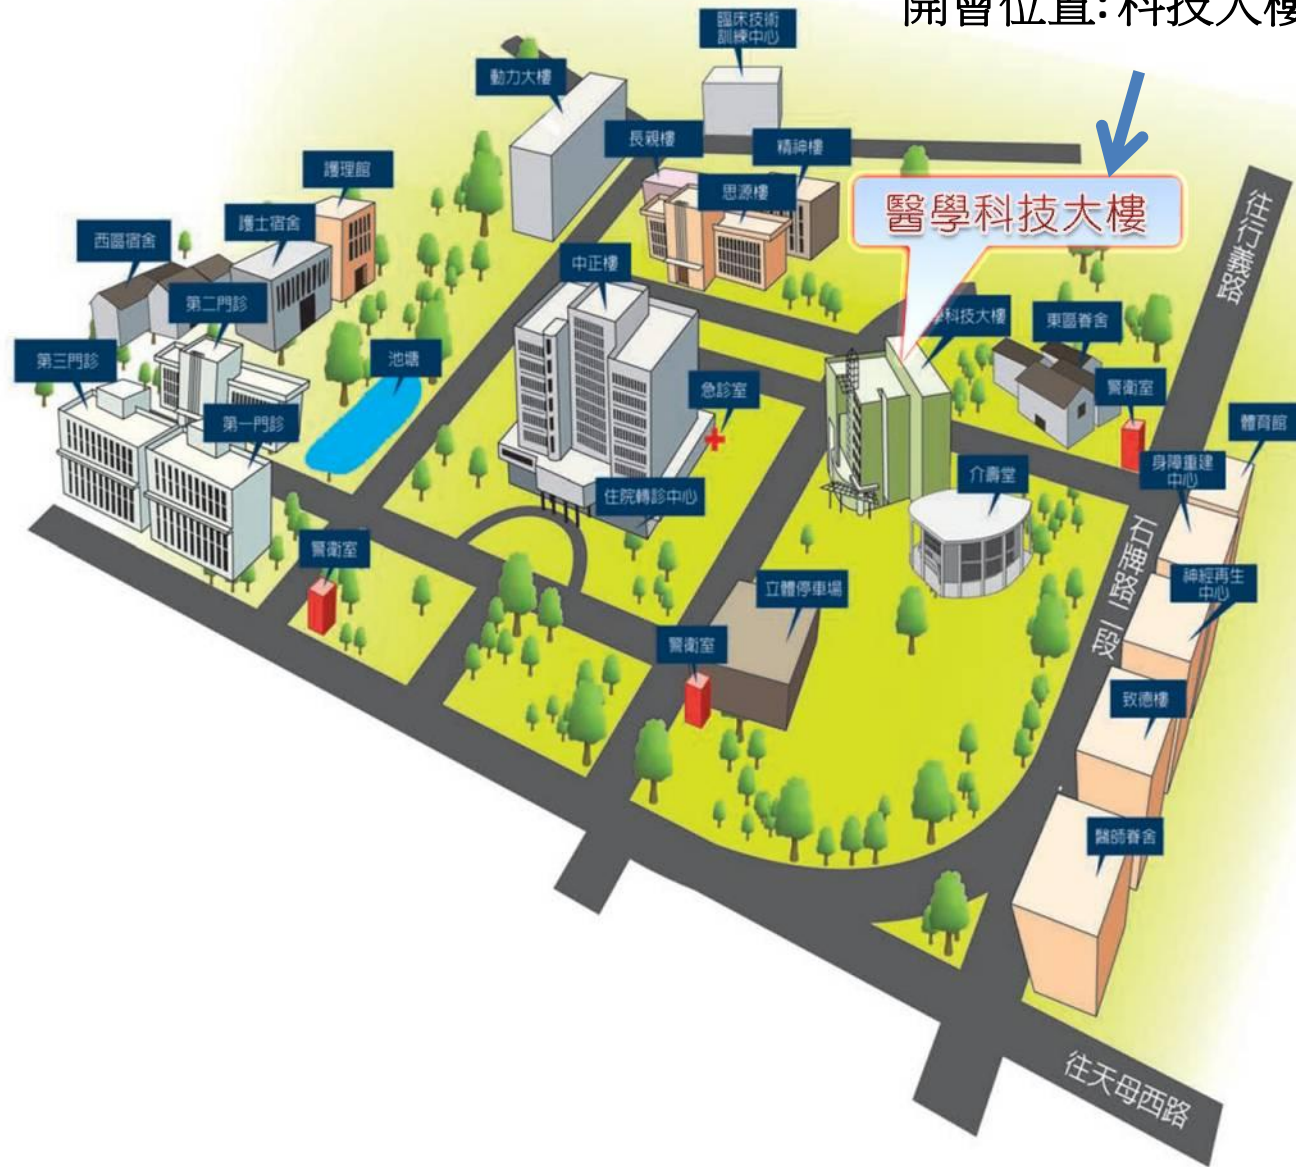 開會位置:科技大樓
臨床技術
訓練中心
動力大樓
長親樓
精神樓
護理館
思源樓
醫學科技大樓
往行義路
護士宿舍
西區宿舍
中正樓
第二門診
學科技大樓
東區眷舍
第三門診
池塘
急診室
警衛室
第一門診
體育館
身障重建
中心
介壽堂
住院轉診中心
石牌路二段
警衛室
神經再生
中心
立體停車場
警衛室
致德樓
醫師眷舍
往天母西路